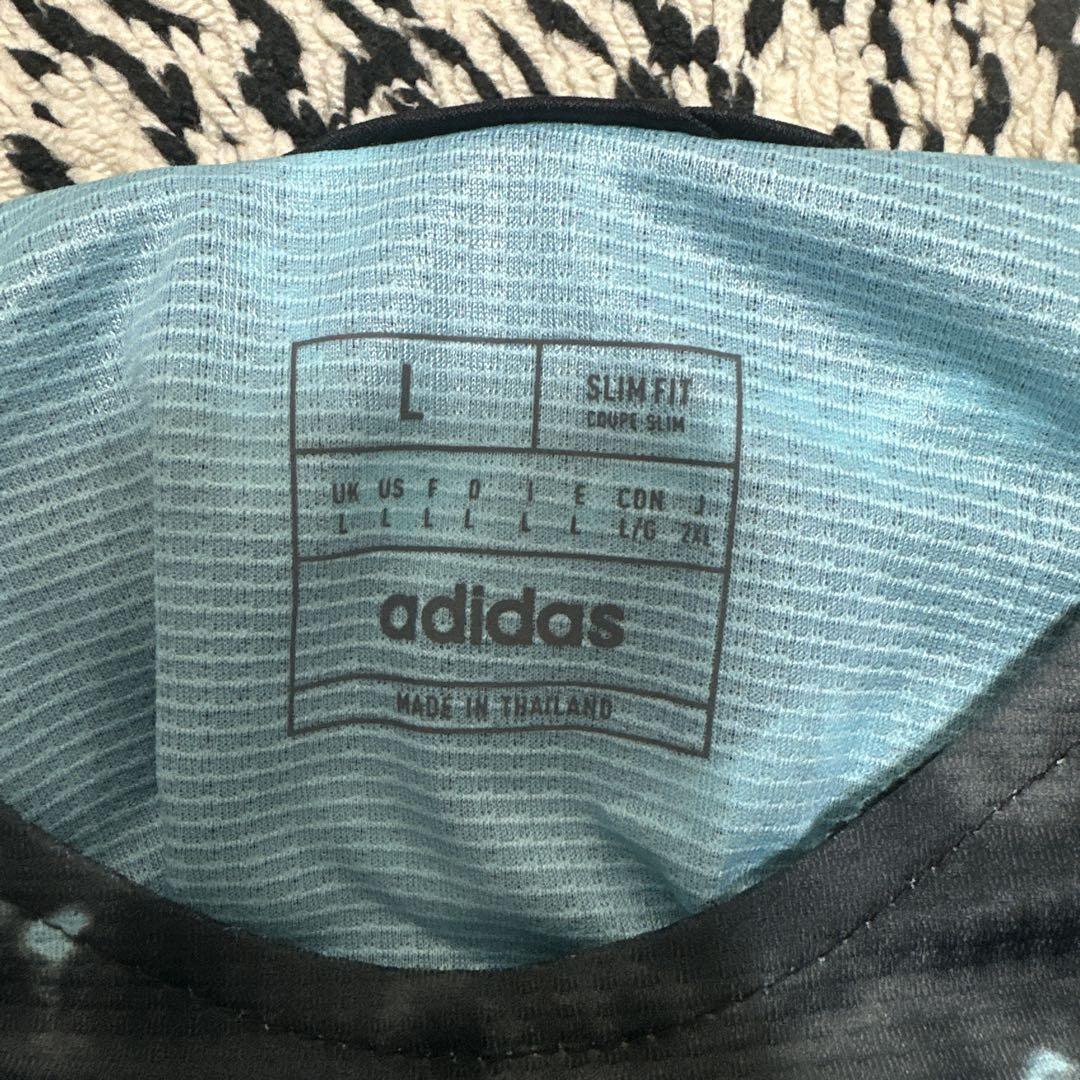 L
SLIM FIT
COUPE SLIM
UK US F D I E CON J
L L L L L L L/G 2XL
adidas
MADE IN THAILAND